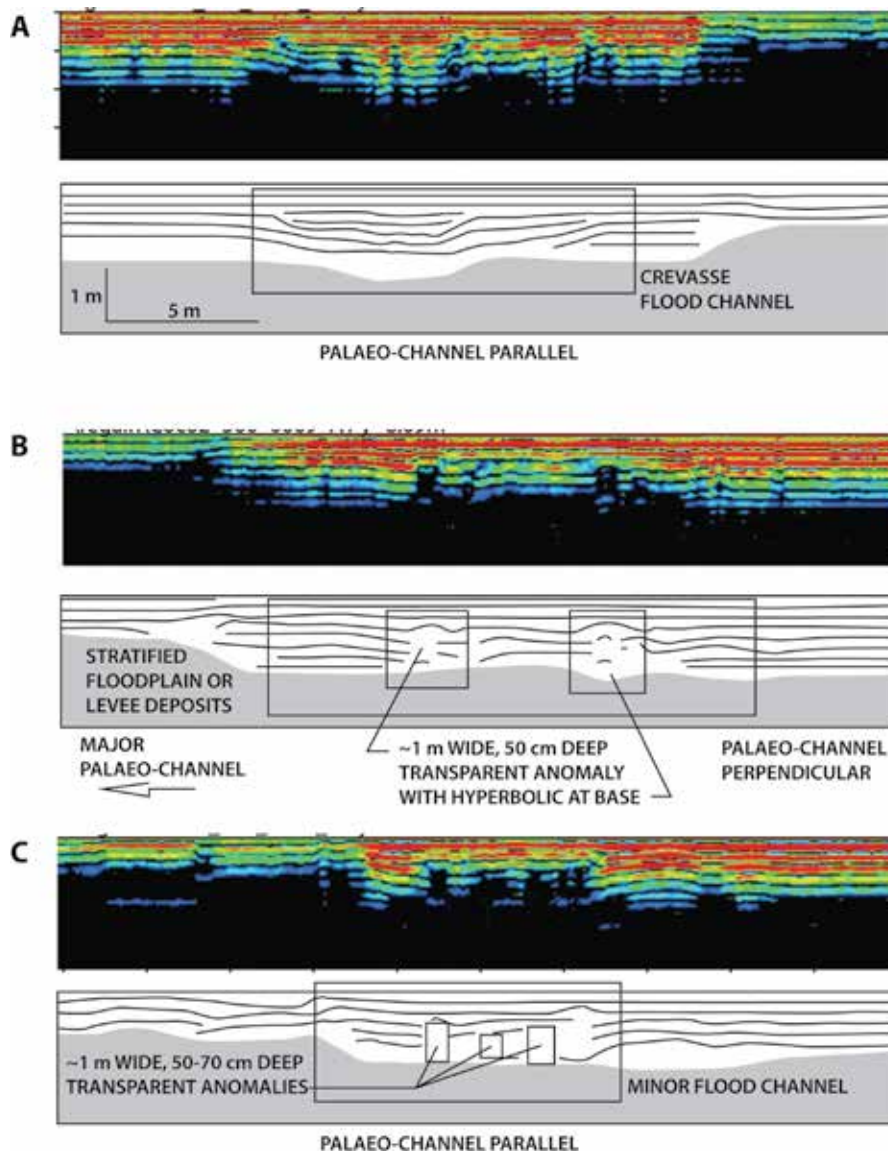 A
1 m
5 m
CREVASSE
FLOOD CHANNEL
PALAEO-CHANNEL PARALLEL
B
STRATIFIED
FLOODPLAIN OR
LEVEE DEPOSITS
MAJOR
PALAEO-CHANNEL
~1 m WIDE, 50 cm DEEP
TRANSPARENT ANOMALY
WITH HYPERBOLIC AT BASE
PALAEO-CHANNEL
PERPENDICULAR
C
~1 m WIDE, 50-70 cm DEEP
TRANSPARENT ANOMALIES
MINOR FLOOD CHANNEL
PALAEO-CHANNEL PARALLEL